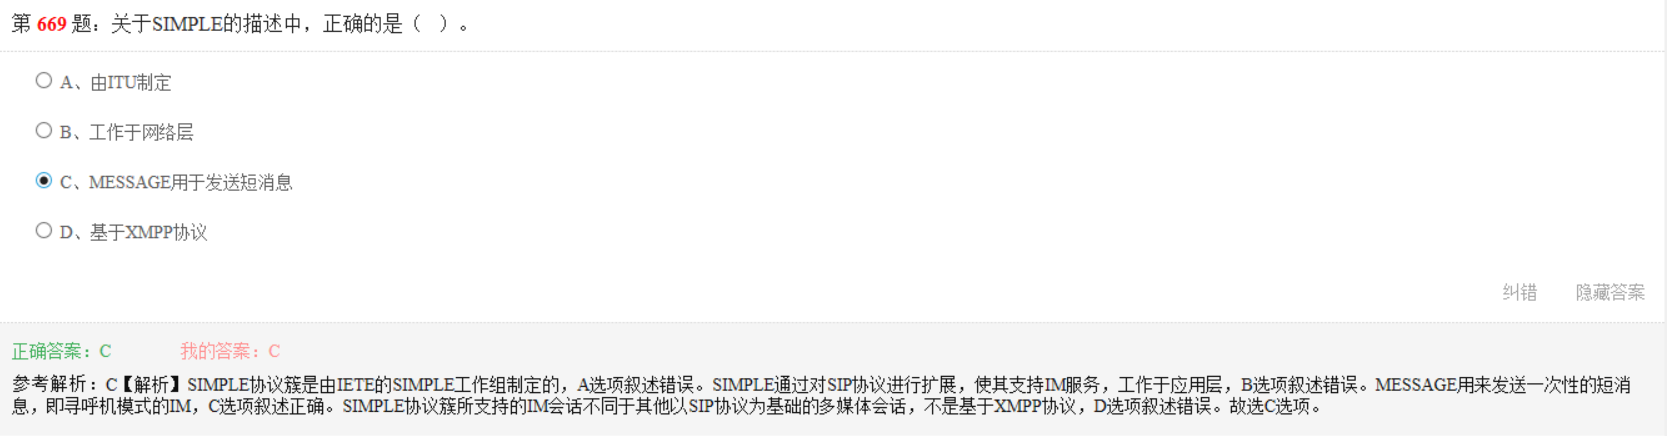 第 669 题：关于SIMPLE的描述中，正确的是（　）。
A、由ITU制定
B、工作于网络层
C、MESSAGE用于发送短消息
D、基于XMPP协议
纠错 隐藏答案
正确答案：C 我的答案：C
参考解析：C【解析】SIMPLE协议簇是由IETE的SIMPLE工作组制定的，A选项叙述错误。SIMPLE通过对SIP协议进行扩展，使其支持IM服务，工作于应用层，B选项叙述错误。MESSAGE用来发送一次性的短消
息，即寻呼机模式的IM，C选项叙述正确。SIMPLE协议簇所支持的IM会话不同于其他以SIP协议为基础的多媒体会话，不是基于XMPP协议，D选项叙述错误。故选C选项。